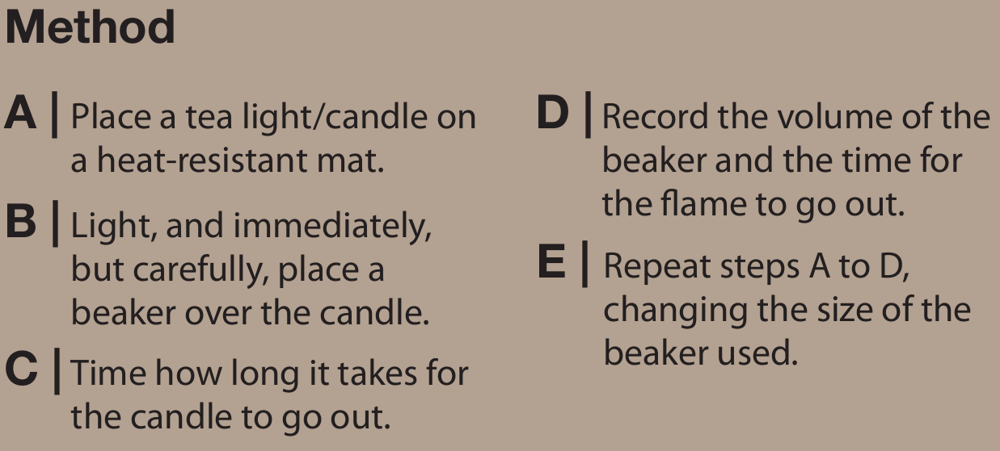 Method
A | Place a tea light/candle on
a heat-resistant mat.
B | Light, and immediately,
but carefully, place a
beaker over the candle.
C | Time how long it takes for
the candle to go out.
D | Record the volume of the
beaker and the time for
the flame to go out.
E | Repeat steps A to D,
changing the size of the
beaker used.